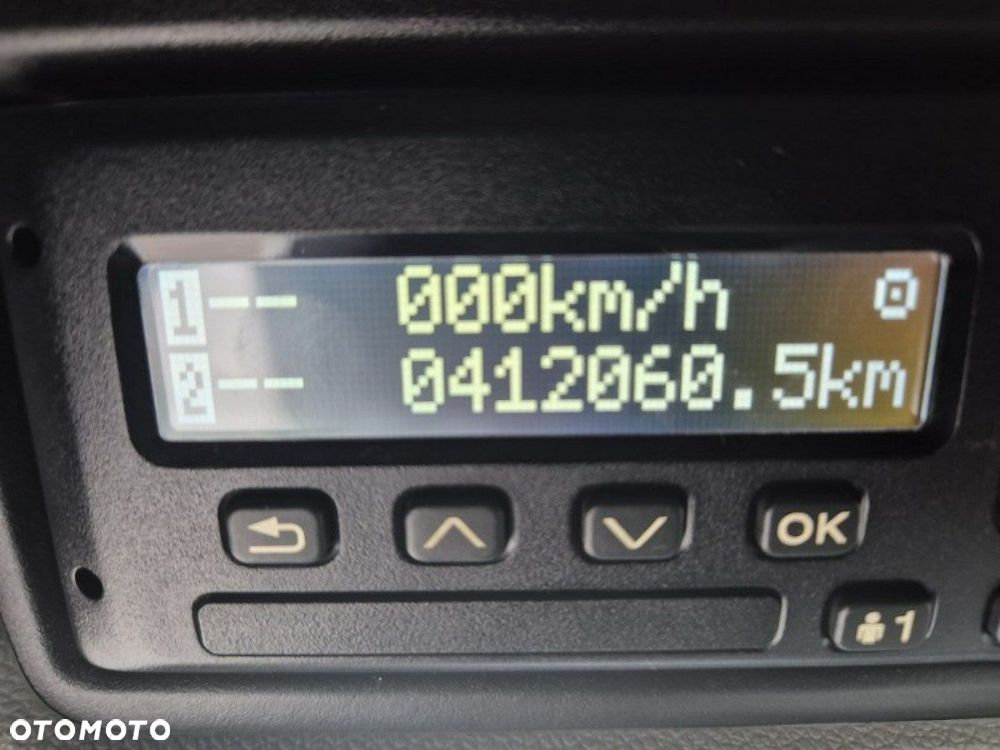 1-- -- 000km/h
2-- -- 0412060.5km
OK
1
OTOMOTO